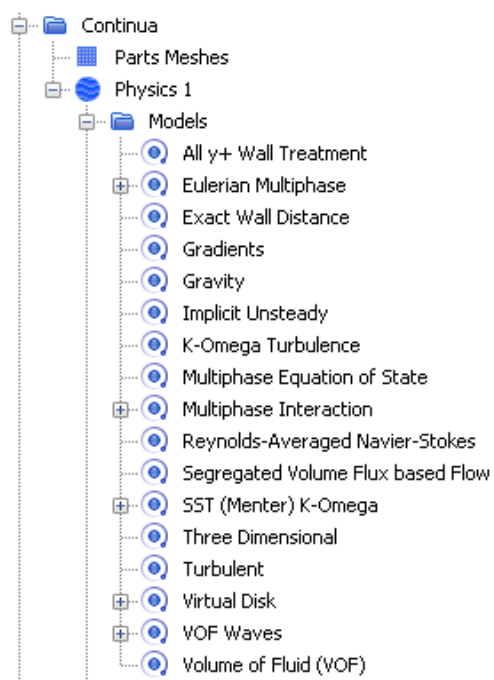 Continua
Parts Meshes
Physics 1
Models
All y+ Wall Treatment
Eulerian Multiphase
Exact Wall Distance
Gradients
Gravity
Implicit Unsteady
K-Omega Turbulence
Multiphase Equation of State
Multiphase Interaction
Reynolds-Averaged Navier-Stokes
Segregated Volume Flux based Flow
SST (Menter) K-Omega
Three Dimensional
Turbulent
Virtual Disk
VOF Waves
Volume of Fluid (VOF)